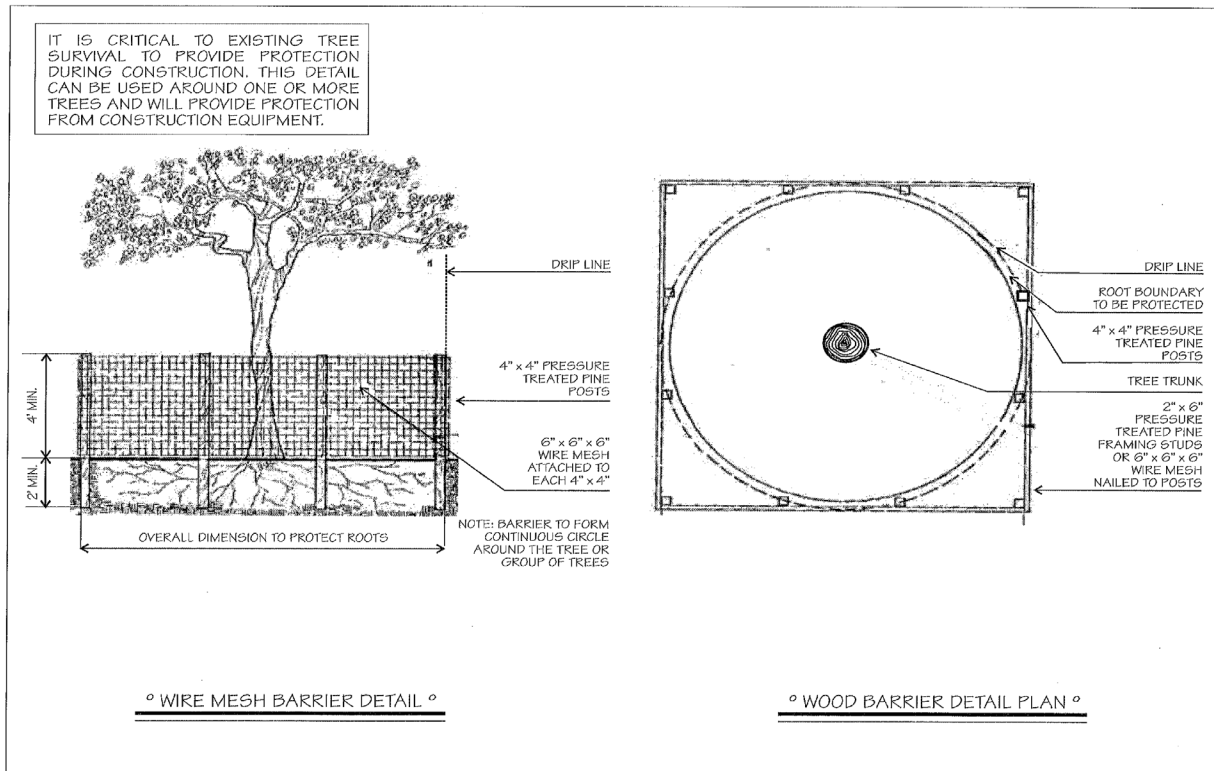 IT IS CRITICAL TO EXISTING TREE
SURVIVAL TO PROVIDE PROTECTION
DURING CONSTRUCTION. THIS DETAIL
CAN BE USED AROUND ONE OR MORE
TREES AND WILL PROVIDE PROTECTION
FROM CONSTRUCTION EQUIPMENT.
DRIP LINE
4" x 4" PRESSURE
TREATED PINE
POSTS
6" x 6" x 6"
WIRE MESH
ATTACHED TO
EACH 4" x 4"
4' MIN.
2' MIN.
OVERALL DIMENSION TO PROTECT ROOTS
NOTE: BARRIER TO FORM
CONTINUOUS CIRCLE
AROUND THE TREE OR
GROUP OF TREES
° WIRE MESH BARRIER DETAIL °
DRIP LINE
ROOT BOUNDARY
TO BE PROTECTED
4" x 4" PRESSURE
TREATED PINE
POSTS
TREE TRUNK
2" x 6"
PRESSURE
TREATED PINE
FRAMING STUDS
OR 6" x 6" x 6"
WIRE MESH
NAILED TO POSTS
° WOOD BARRIER DETAIL PLAN °